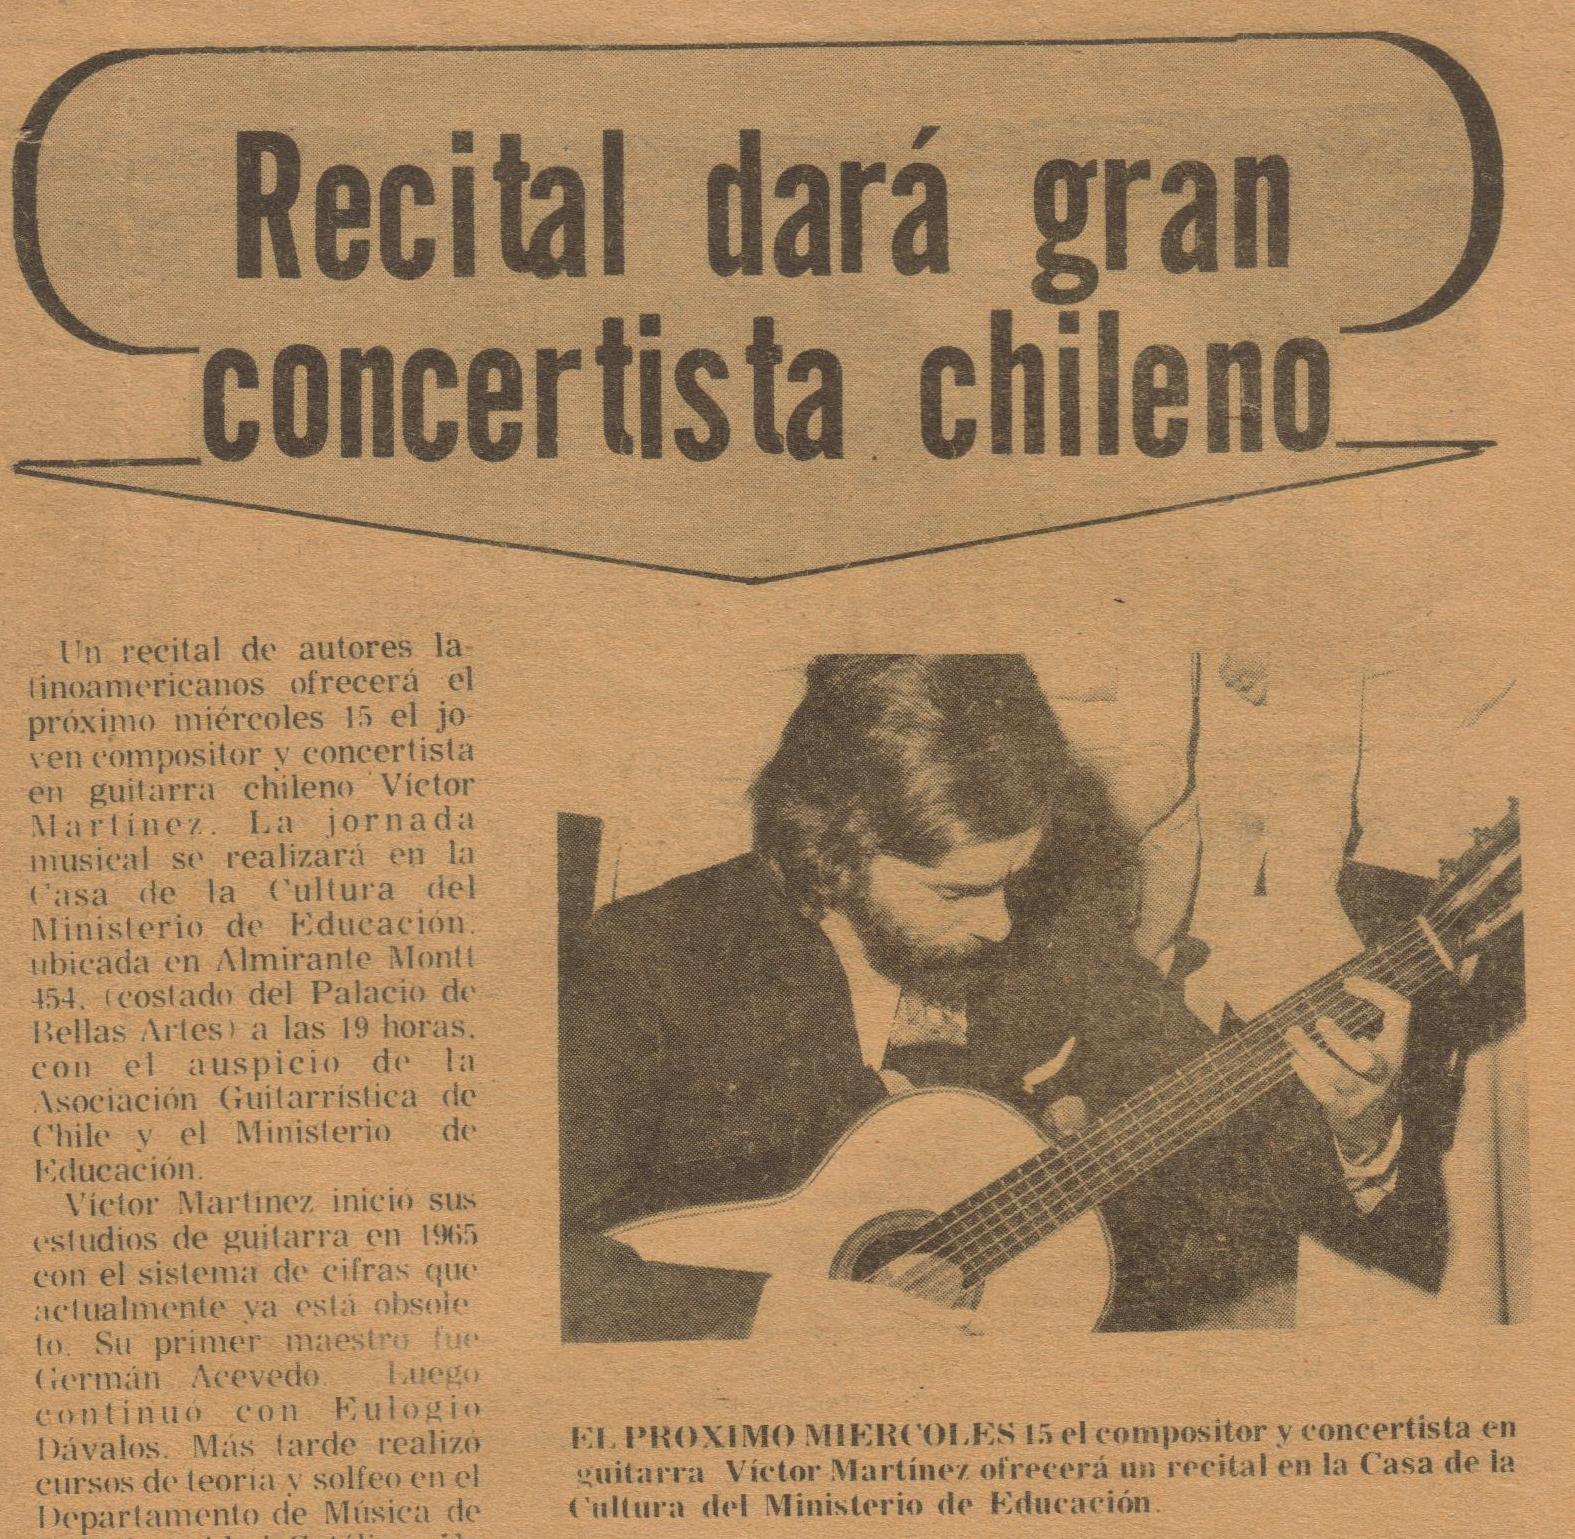 Recital dará gran
concertista chileno
Un recital de autores la-
tinoamericanos ofrecerá el
próximo miércoles 15 el jo-
ven compositor y concertista
en guitarra chileno Víctor
Martínez. La jornada
musical se realizará en la
Casa de la Cultura del
Ministerio de Educación,
ubicada en Almirante Montt
454, (costado del Palacio de
Bellas Artes) a las 19 horas,
con el auspicio de la
Asociación Guitarrística de
Chile y el Ministerio de
Educación.
Víctor Martínez inició sus
estudios de guitarra en 1965
con el sistema de cifras que
actualmente ya está obsole-
to. Su primer maestro fue
Germán Acevedo. Luego
continuó con Eulogio
Dávalos. Más tarde realizó
cursos de teoría y solfeo en el
Departamento de Música de
EL PROXIMO MIERCOLES 15 el compositor y concertista en
guitarra Víctor Martínez ofrecerá un recital en la Casa de la
Cultura del Ministerio de Educación.